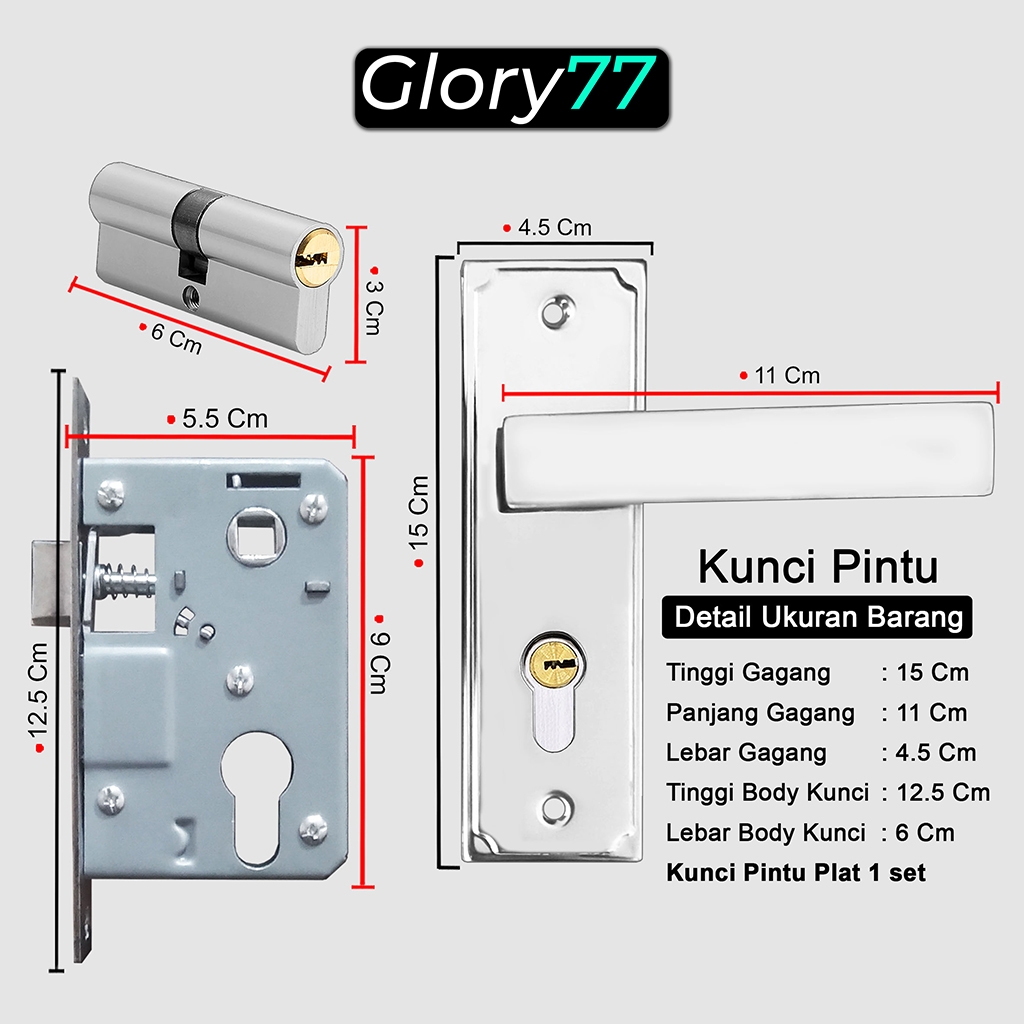 Glory77
4.5 Cm
3 Cm
6 Cm
11 Cm
5.5 Cm
15 Cm
9 Cm
12.5 Cm
Kunci Pintu
Detail Ukuran Barang
Tinggi Gagang : 15 Cm
Panjang Gagang : 11 Cm
Lebar Gagang : 4.5 Cm
Tinggi Body Kunci : 12.5 Cm
Lebar Body Kunci : 6 Cm
Kunci Pintu Plat 1 set